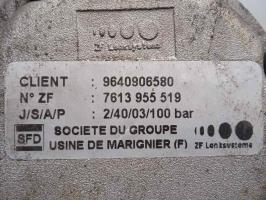 ZF Lenksysteme
CLIENT : 9640906580
N° ZF : 7613 955 519
J/S/A/P : 2/40/03/100 bar
SFD SOCIETE DU GROUPE
USINE DE MARIGNIER (F) ZF Lenksysteme